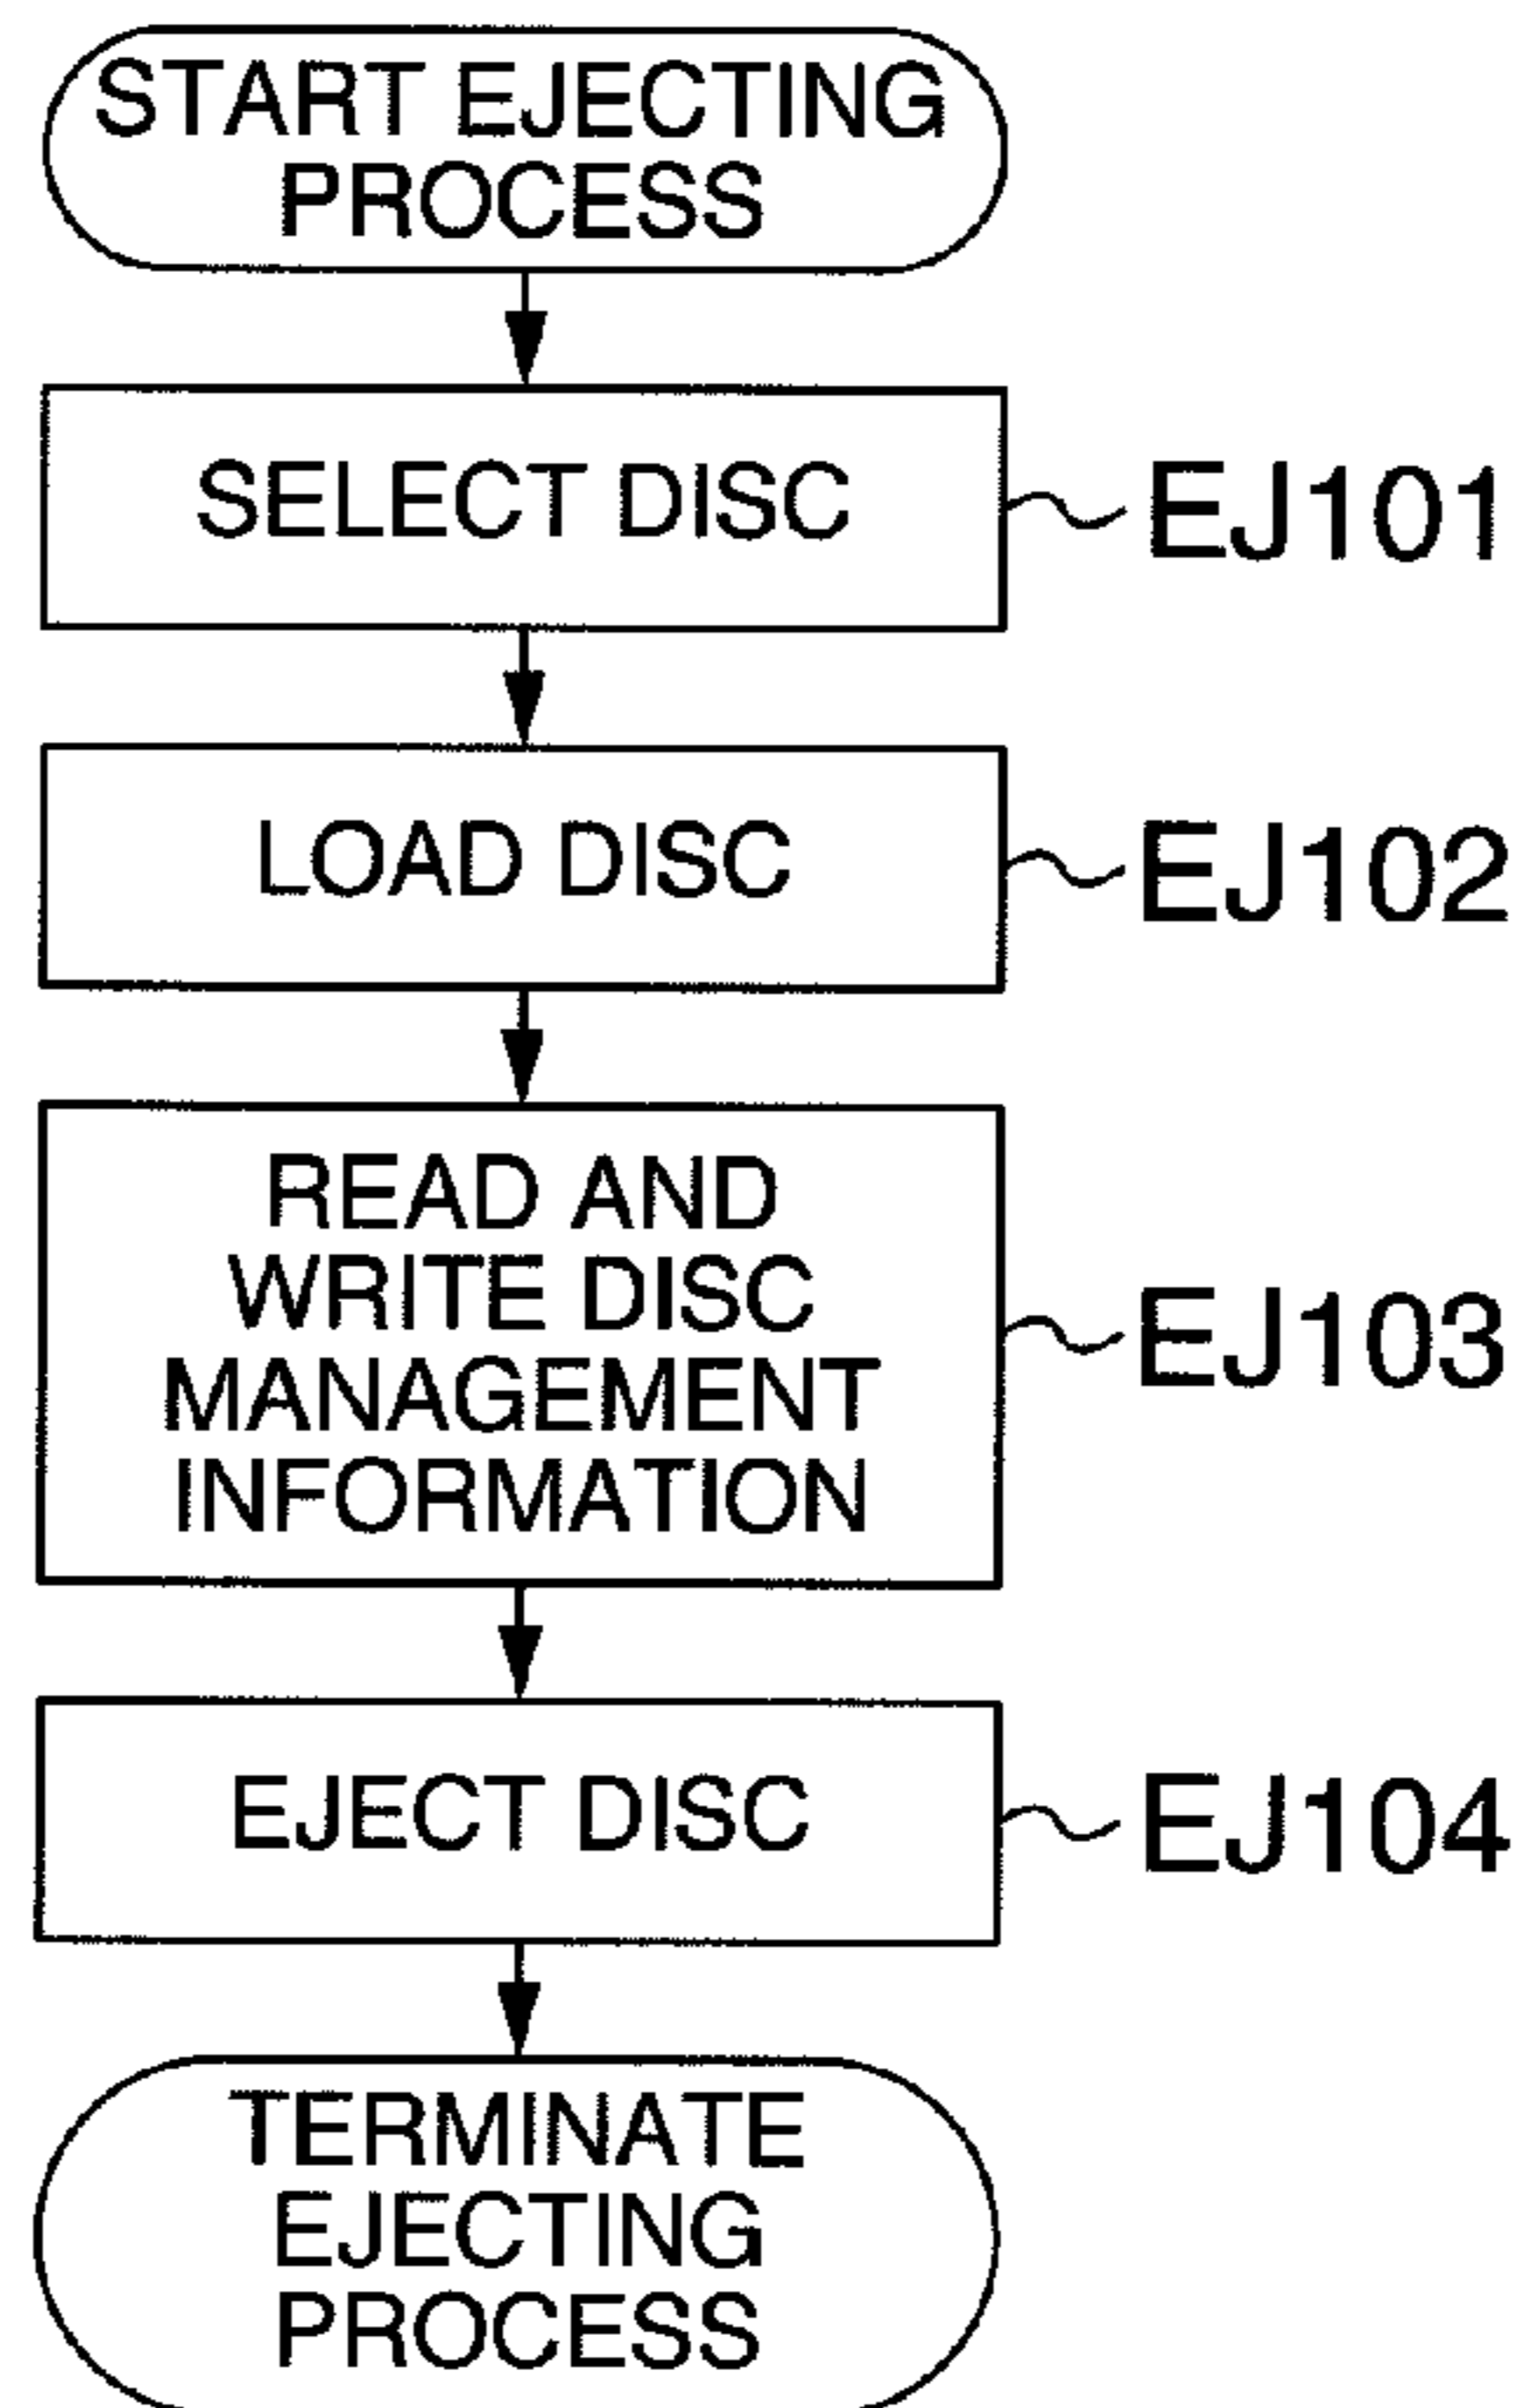 START EJECTING
PROCESS
SELECT DISC
EJ101
LOAD DISC
EJ102
READ AND
WRITE DISC
MANAGEMENT
INFORMATION
EJ103
EJECT DISC
EJ104
TERMINATE
EJECTING
PROCESS